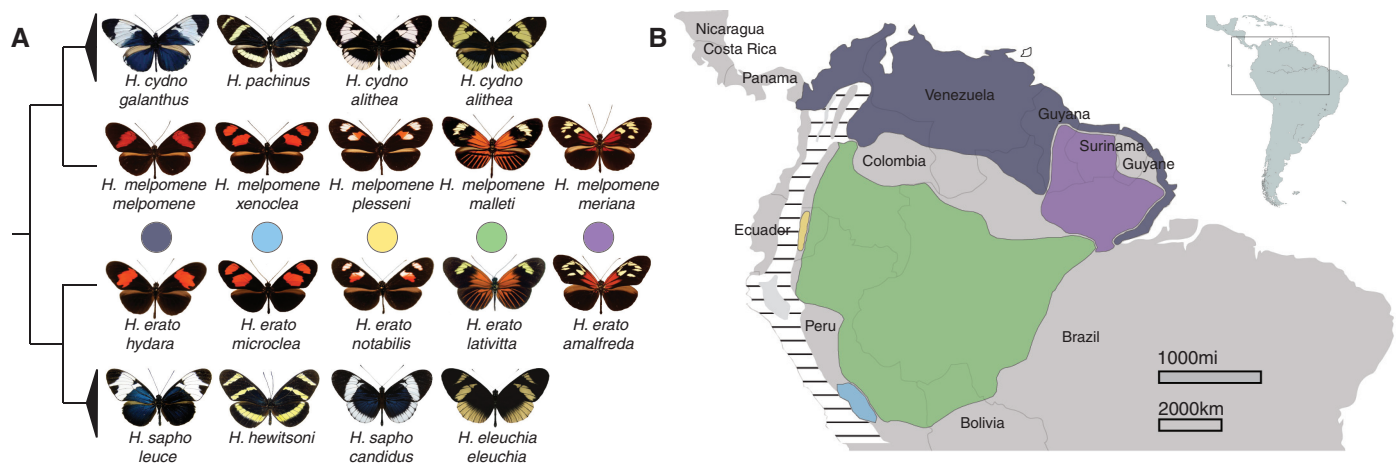 A
H. cydno
galanthus
H. pachinus
H. cydno
alithea
H. cydno
alithea
H. melpomene
melpomene
H. melpomene
xenoclea
H. melpomene
plesseni
H. melpomene
malleti
H. melpomene
meriana
H. erato
hydara
H. erato
microclea
H. erato
notabilis
H. erato
lativitta
H. erato
amalfreda
H. sapho
leuce
H. hewitsoni
H. sapho
candidus
H. eleuchia
eleuchia
B
Nicaragua
Costa Rica
Panama
Venezuela
Guyana
Surinama
Guyane
Colombia
Ecuador
Peru
Brazil
Bolivia
1000mi
2000km